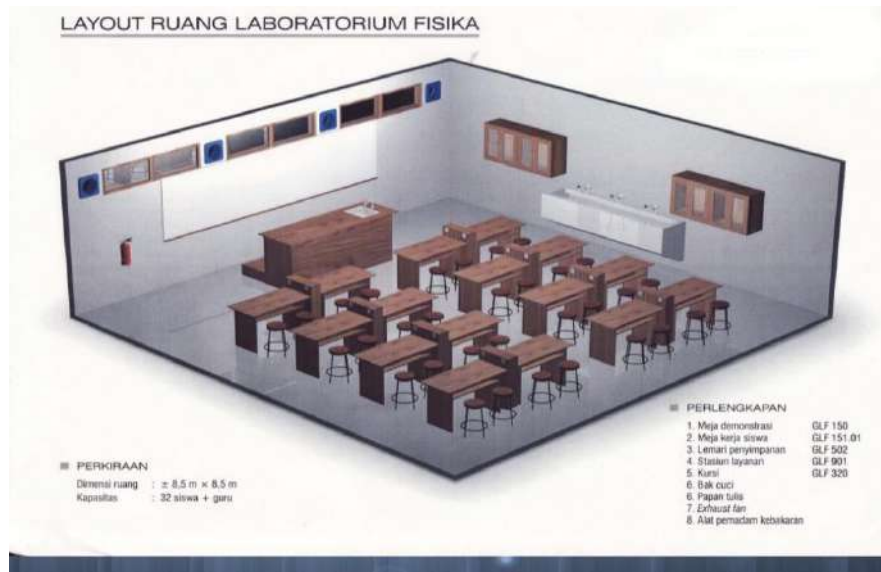 LAYOUT RUANG LABORATORIUM FISIKA
PERKIRAAN
Dimensi ruang : ± 8,5 m × 8,5 m
Kapasitas : 32 siswa + guru
PERLENGKAPAN
1. Meja demonstrasi GLF 150
2. Meja kerja siswa GLF 151.01
3. Lemari penyimpanan GLF 502
4. Stasiun layanan GLF 901
5. Kursi GLF 320
6. Bak cuci
6. Papan tulis
7. Exhaust fan
8. Alat pemadam kebakaran